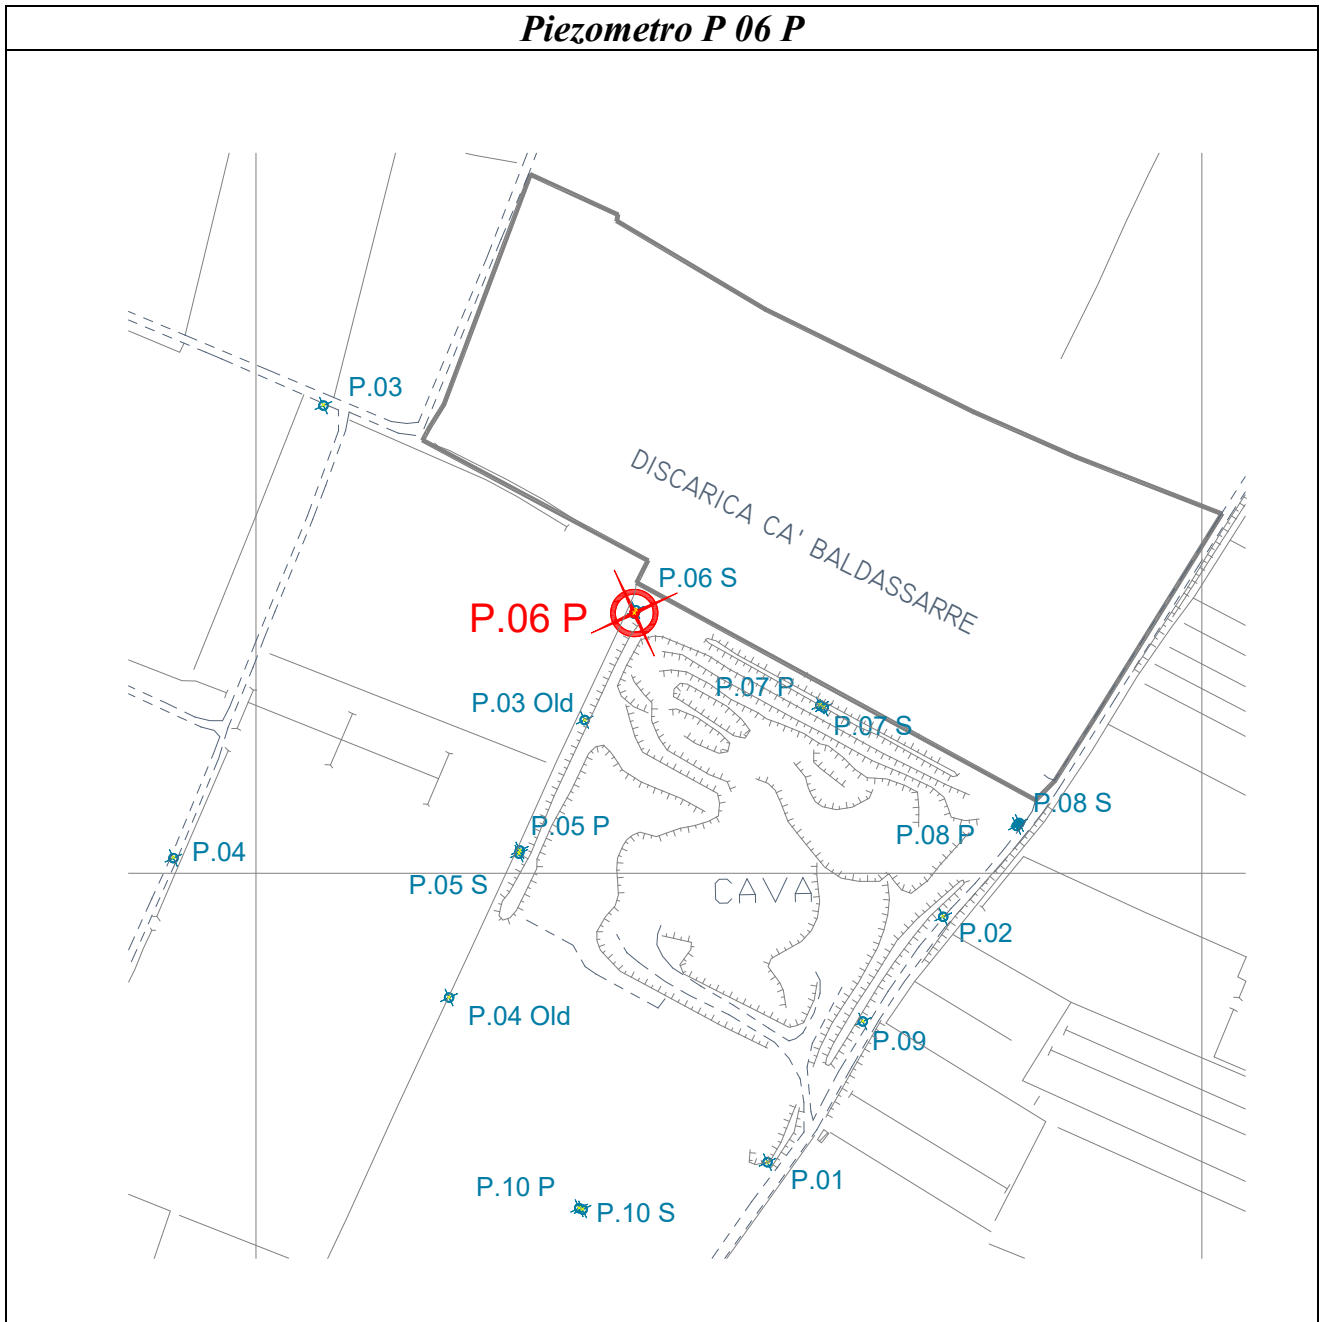 Piezometro P 06 P
P.03
DISCARICA CA' BALDASSARRE
P.06 S
P.06 P
P.07 P
P.03 Old
P.07 S
P.08 S
P.05 P
P.08 P
P.04
P.05 S
CAVA
P.02
P.04 Old
P.09
P.01
P.10 P
P.10 S